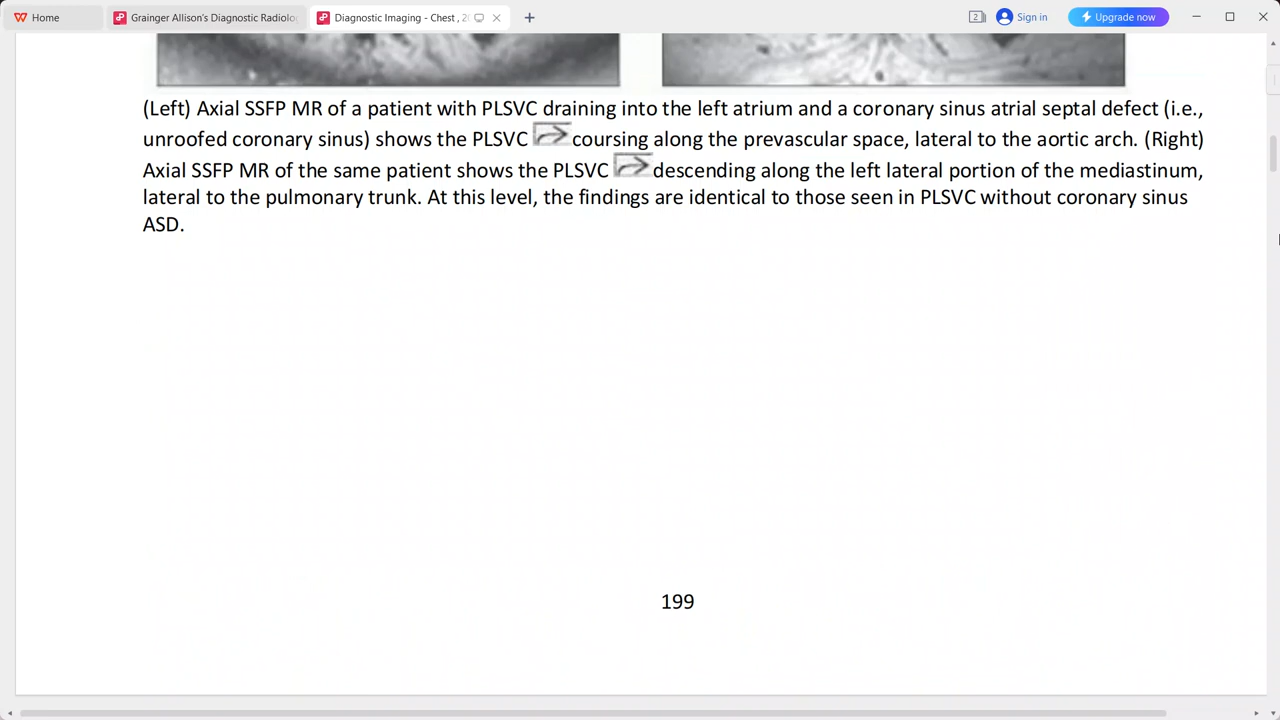 Home
Grainger Allison's Diagnostic Radiolo
Diagnostic Imaging - Chest , 2
2
Sign in
Upgrade now
(Left) Axial SSFP MR of a patient with PLSVC draining into the left atrium and a coronary sinus atrial septal defect (i.e.,
unroofed coronary sinus) shows the PLSVC coursing along the prevascular space, lateral to the aortic arch. (Right)
Axial SSFP MR of the same patient shows the PLSVC descending along the left lateral portion of the mediastinum,
lateral to the pulmonary trunk. At this level, the findings are identical to those seen in PLSVC without coronary sinus
ASD.
199